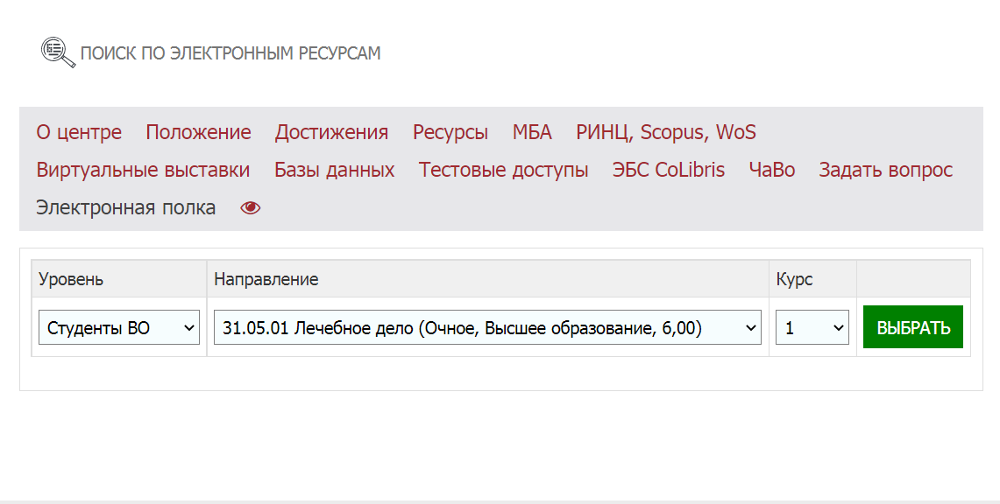 ПОИСК ПО ЭЛЕКТРОННЫМ РЕСУРСАМ
О центре Положение Достижения Ресурсы МБА РИНЦ, Scopus, WoS
Виртуальные выставки Базы данных Тестовые доступы ЭБС CoLibris ЧаВо Задать вопрос
Электронная полка
Уровень Направление Курс
Студенты ВО 31.05.01 Лечебное дело (Очное, Высшее образование, 6,00) 1 ВЫБРАТЬ